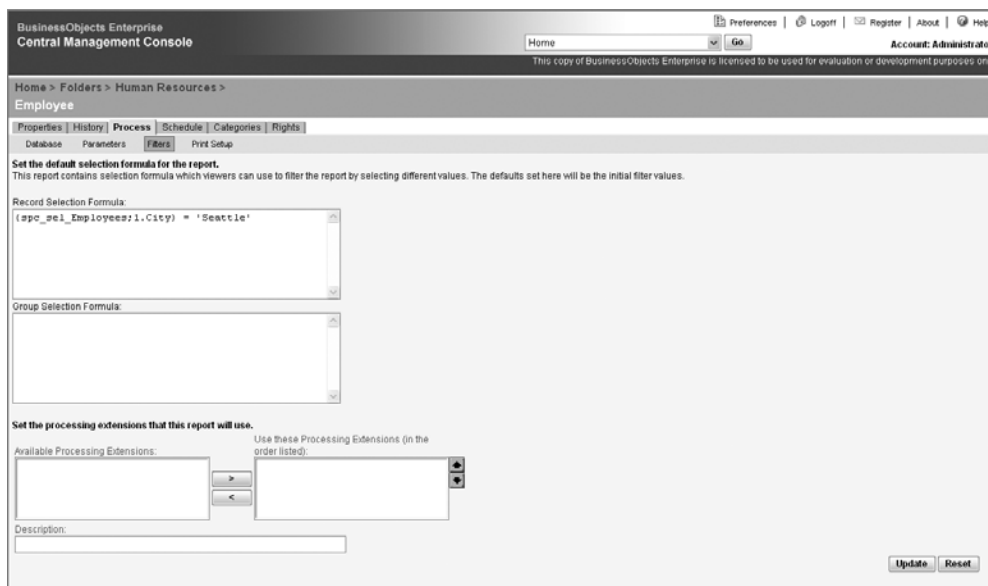 BusinessObjects Enterprise
Central Management Console
Preferences | Logoff | Register | About | Help
Home Go
Account: Administrato
This copy of BusinessObjects Enterprise is licensed to be used for evaluation or development purposes on
Home > Folders > Human Resources >
Employee
Properties | History | Process | Schedule | Categories | Rights |
Database Parameters Filters Print Setup
Set the default selection formula for the report.
This report contains selection formula which viewers can use to filter the report by selecting different values. The defaults set here will be the initial filter values.
Record Selection Formula:
{spc_sel_Employees;1.City} = 'Seattle'
Group Selection Formula:
Set the processing extensions that this report will use.
Available Processing Extensions:
Use these Processing Extensions (in the
order listed):
>
<
Description:
Update Reset